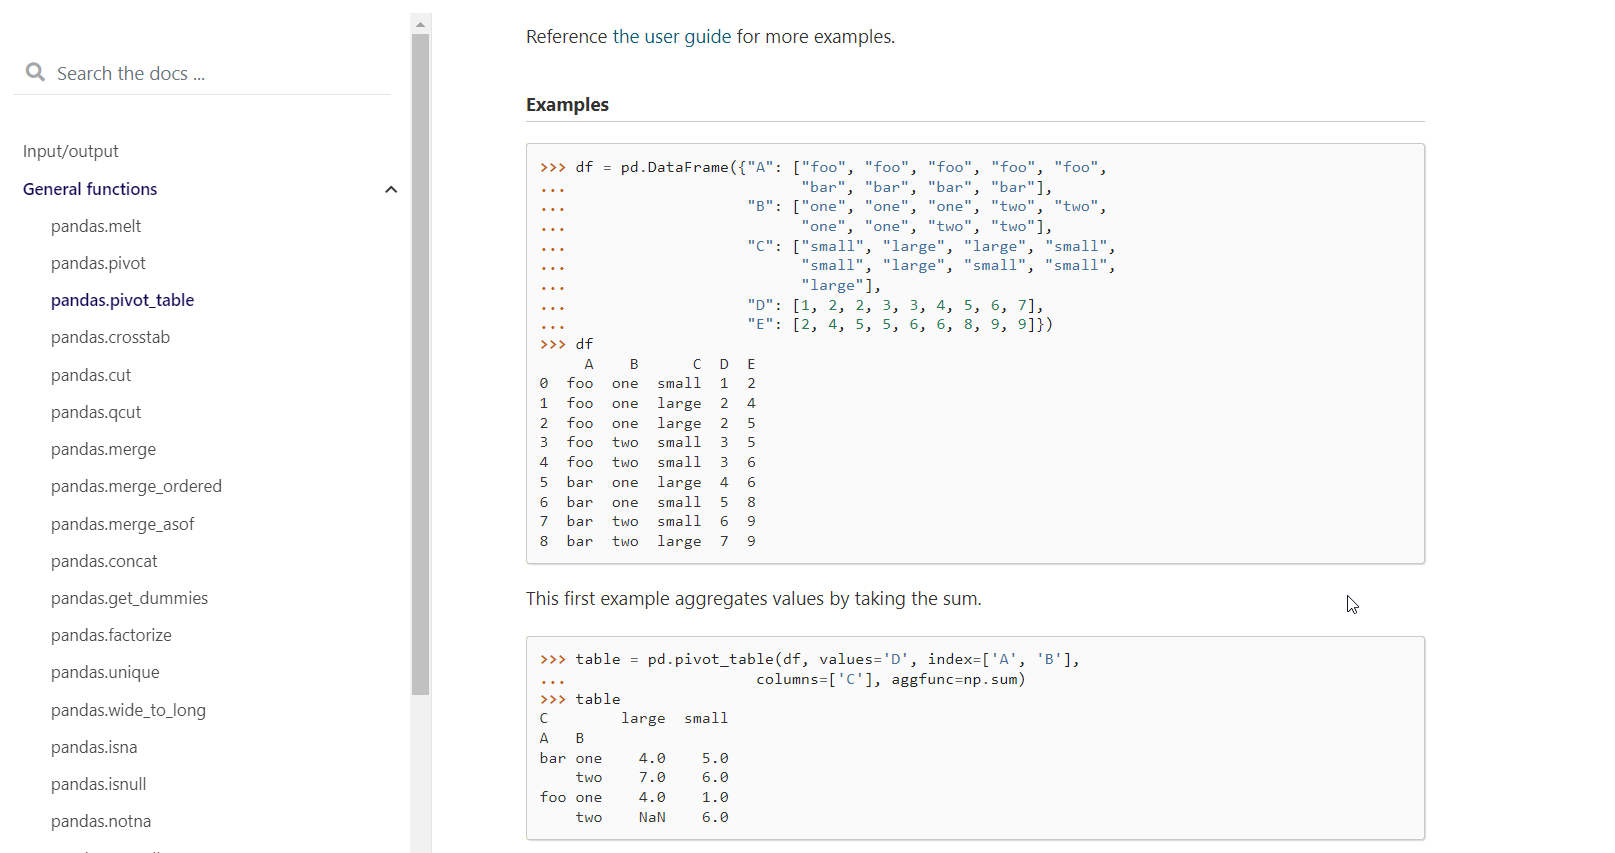 Search the docs ...
Input/output
General functions
pandas.melt
pandas.pivot
pandas.pivot_table
pandas.crosstab
pandas.cut
pandas.qcut
pandas.merge
pandas.merge_ordered
pandas.merge_asof
pandas.concat
pandas.get_dummies
pandas.factorize
pandas.unique
pandas.wide_to_long
pandas.isna
pandas.isnull
pandas.notna
Reference the user guide for more examples.
Examples
>>> df = pd.DataFrame({"A": ["foo", "foo", "foo", "foo", "foo",
...                          "bar", "bar", "bar", "bar"],
...                    "B": ["one", "one", "one", "two", "two",
...                          "one", "one", "two", "two"],
...                    "C": ["small", "large", "large", "small",
...                          "small", "large", "small", "small",
...                          "large"],
...                    "D": [1, 2, 2, 3, 3, 4, 5, 6, 7],
...                    "E": [2, 4, 5, 5, 6, 6, 8, 9, 9]})
>>> df
     A    B      C  D  E
0  foo  one  small  1  2
1  foo  one  large  2  4
2  foo  one  large  2  5
3  foo  two  small  3  5
4  foo  two  small  3  6
5  bar  one  large  4  6
6  bar  one  small  5  8
7  bar  two  small  6  9
8  bar  two  large  7  9
This first example aggregates values by taking the sum.
>>> table = pd.pivot_table(df, values='D', index=['A', 'B'],
...                     columns=['C'], aggfunc=np.sum)
>>> table
C        large  small
A   B
bar one    4.0    5.0
    two    7.0    6.0
foo one    4.0    1.0
    two    NaN    6.0